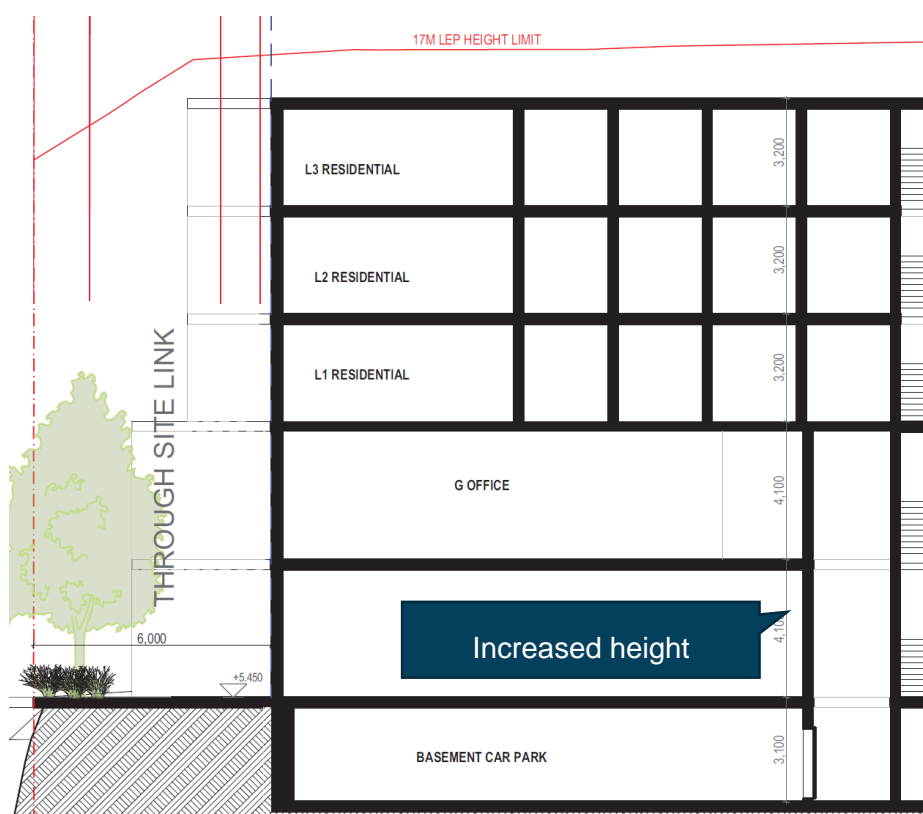 17M LEP HEIGHT LIMIT
3,200
L3 RESIDENTIAL
3,200
L2 RESIDENTIAL
3,200
L1 RESIDENTIAL
THROUGH SITE LINK
G OFFICE
4,100
Increased height
6,000
+5.450
BASEMENT CAR PARK
3,100